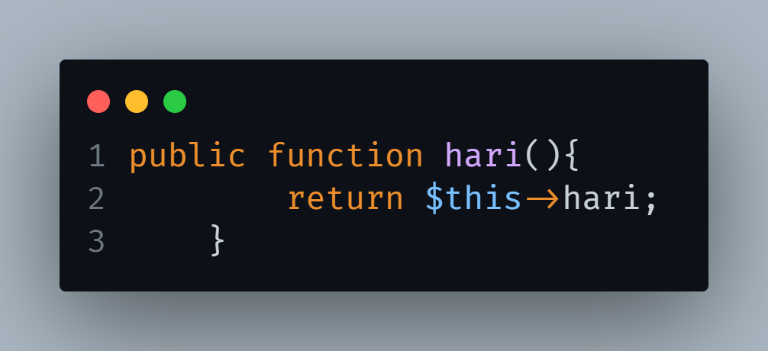 1 public function hari(){
2         return $this->hari;
3     }